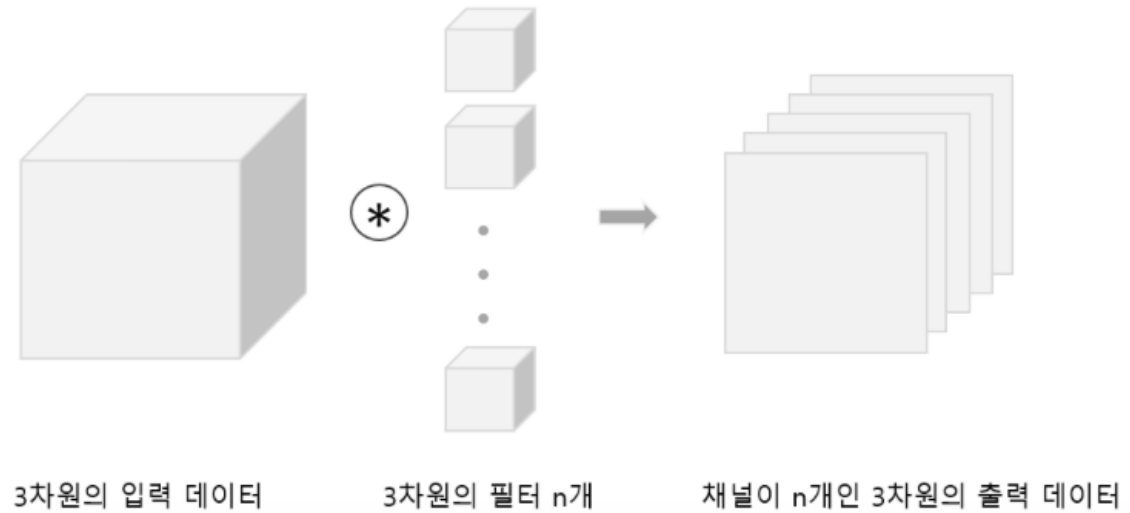 *
3차원의 입력 데이터
3차원의 필터 n개
채널이 n개인 3차원의 출력 데이터